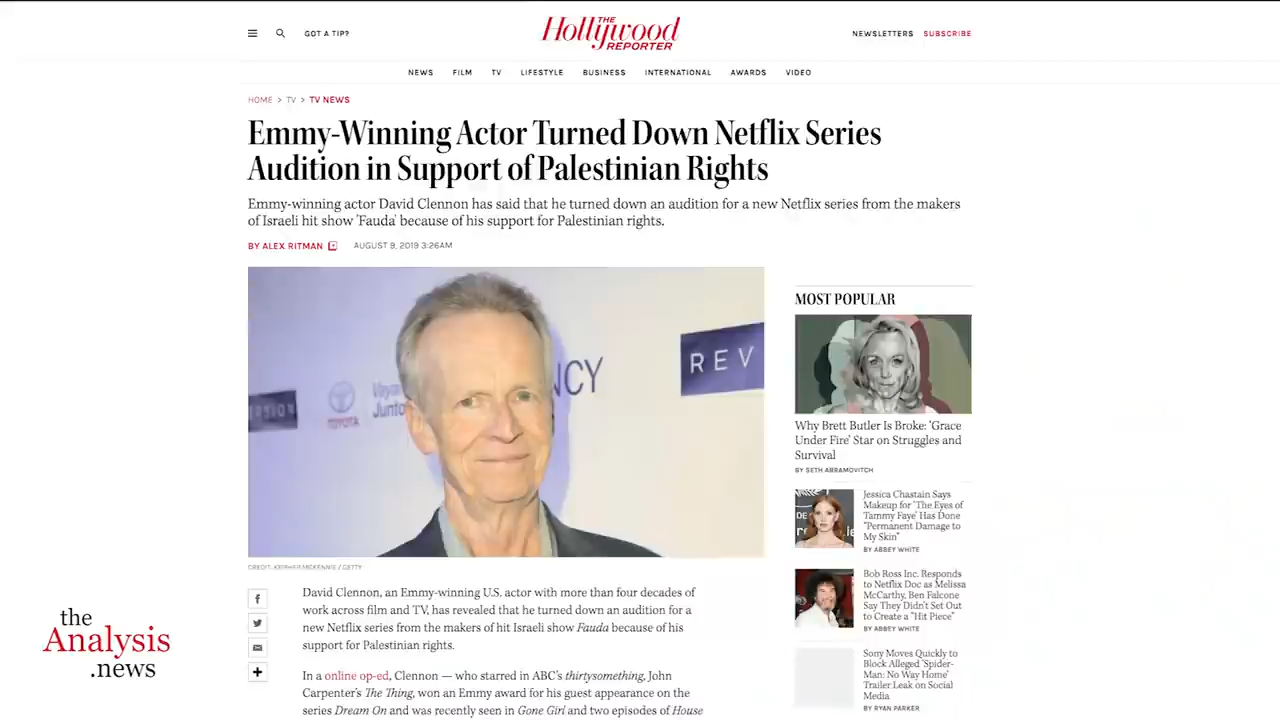 GOT A TIP?
THE
Hollywood
REPORTER
NEWSLETTERS SUBSCRIBE
NEWS FILM TV LIFESTYLE BUSINESS INTERNATIONAL AWARDS VIDEO
HOME > TV > TV NEWS
Emmy-Winning Actor Turned Down Netflix Series
Audition in Support of Palestinian Rights
Emmy-winning actor David Clennon has said that he turned down an audition for a new Netflix series from the makers
of Israeli hit show 'Fauda' because of his support for Palestinian rights.
BY ALEX RITMAN AUGUST 9, 2019 3:26AM
NCY
REV
TOYOTA
Junto
MOST POPULAR
Why Brett Butler Is Broke: 'Grace
Under Fire' Star on Struggles and
Survival
BY SETH ABRAMOVITCH
Jessica Chastain Says
Makeup for 'The Eyes of
Tammy Faye' Has Done
"Permanent Damage to
My Skin"
BY ABBEY WHITE
Bob Ross Inc. Responds
to Netflix Doc as Melissa
McCarthy, Ben Falcone
Say They Didn't Set Out
to Create a "Hit Piece"
BY ABBEY WHITE
Sony Moves Quickly to
Block Alleged 'Spider-
Man: No Way Home'
Trailer Leak on Social
Media
BY RYAN PARKER
David Clennon, an Emmy-winning U.S. actor with more than four decades of
work across film and TV, has revealed that he turned down an audition for a
new Netflix series from the makers of hit Israeli show Fauda because of his
support for Palestinian rights.
In a online op-ed, Clennon — who starred in ABC's thirtysomething, John
Carpenter's The Thing, won an Emmy award for his guest appearance on the
series Dream On and was recently seen in Gone Girl and two episodes of House
the
Analysis
.news